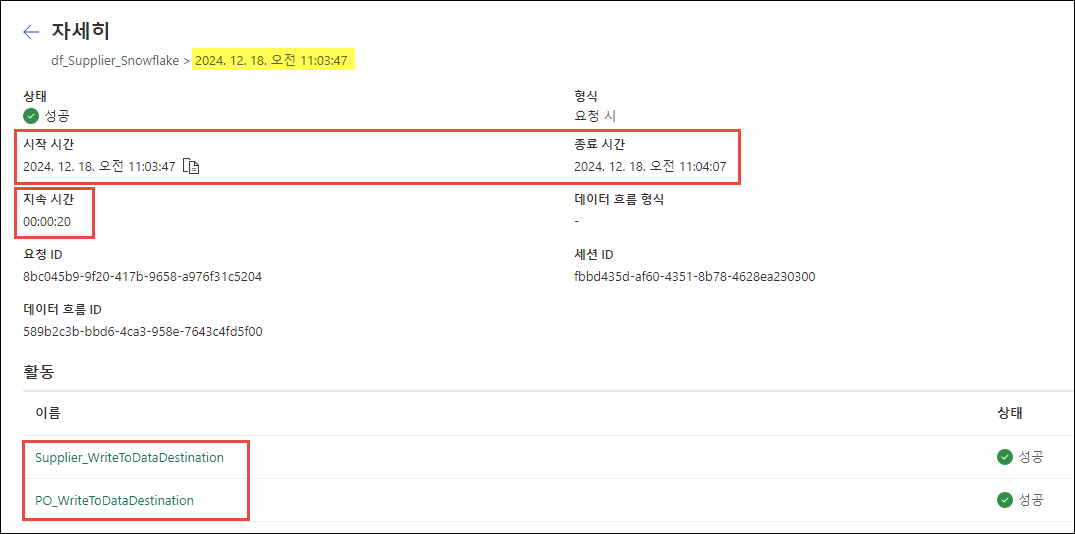 자세히
df_Supplier_Snowflake > 2024. 12. 18. 오전 11:03:47
상태
성공
형식
요청 시
시작 시간
2024. 12. 18. 오전 11:03:47
종료 시간
2024. 12. 18. 오전 11:04:07
지속 시간
00:00:20
데이터 흐름 형식
-
요청 ID
8bc045b9-9f20-417b-9658-a976f31c5204
세션 ID
fbbd435d-af60-4351-8b78-4628ea230300
데이터 흐름 ID
589b2c3b-bbd6-4ca3-958e-7643c4fd5f00
활동
이름 상태
Supplier_WriteToDataDestination 성공
PO_WriteToDataDestination 성공